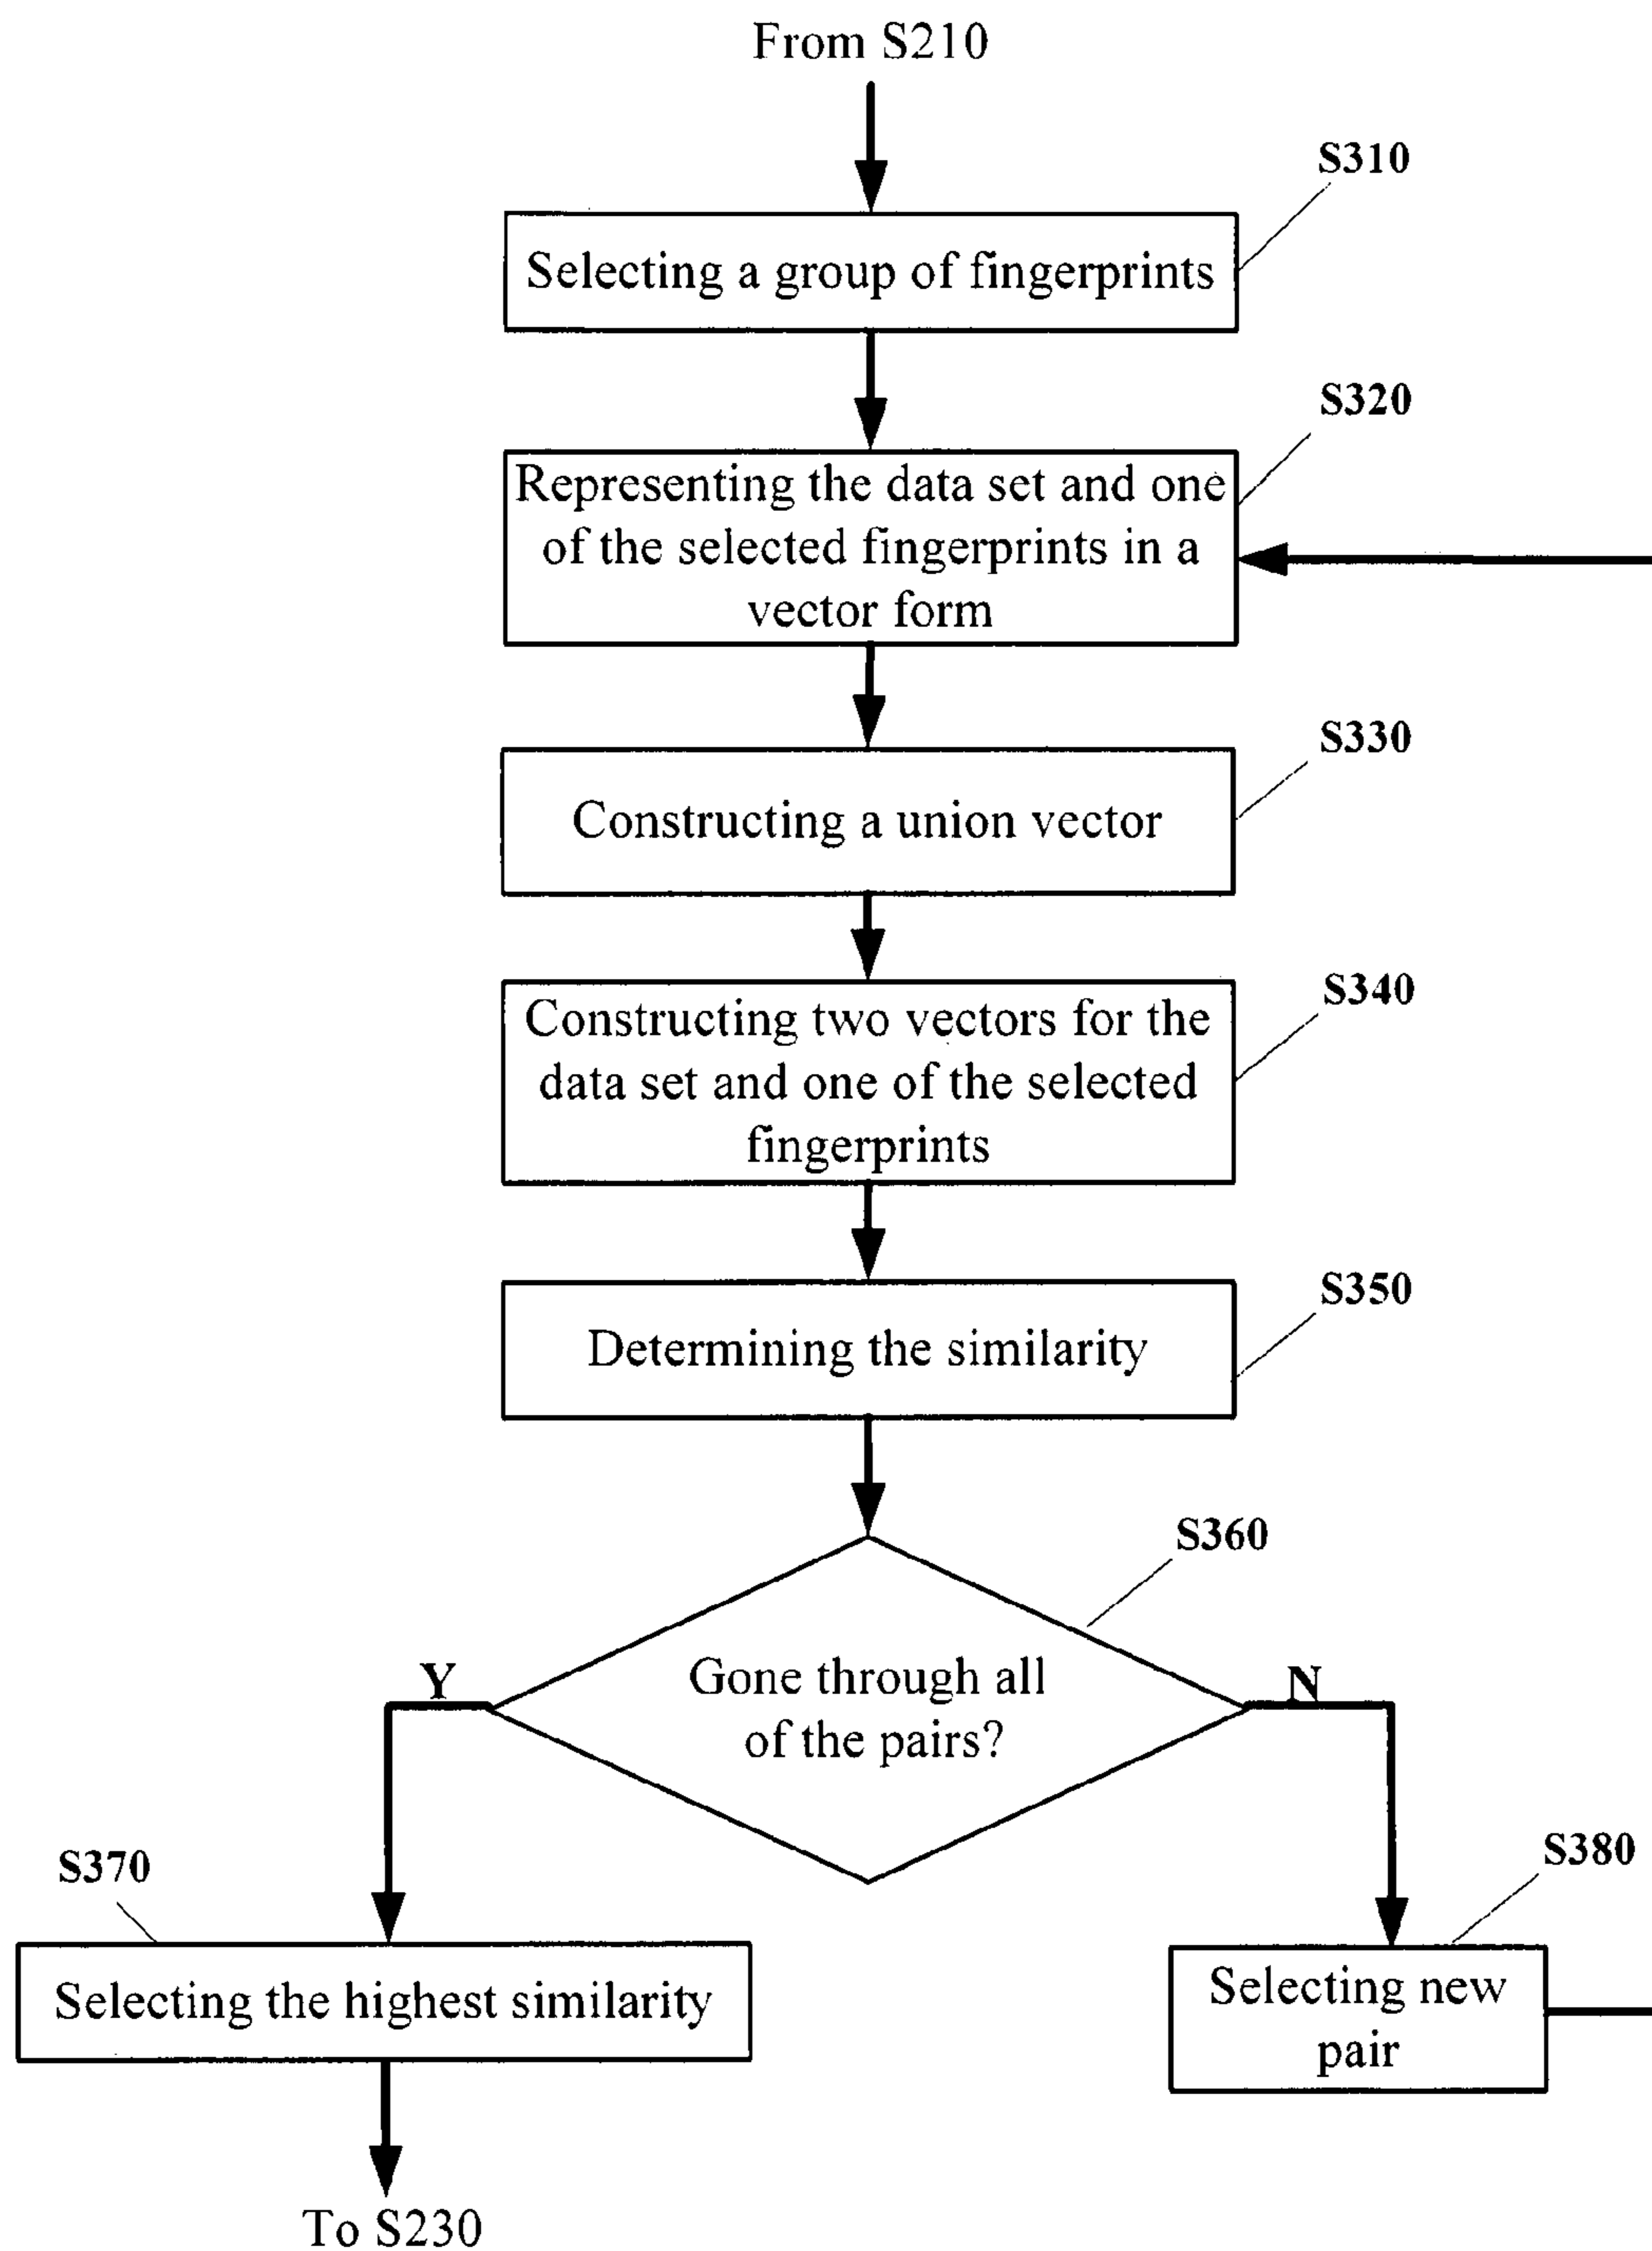 From S210
S310
Selecting a group of fingerprints
S320
Representing the data set and one
of the selected fingerprints in a
vector form
S330
Constructing a union vector
S340
Constructing two vectors for the
data set and one of the selected
fingerprints
S350
Determining the similarity
S360
Gone through all
of the pairs?
Y
N
S370
Selecting the highest similarity
S380
Selecting new
pair
To S230